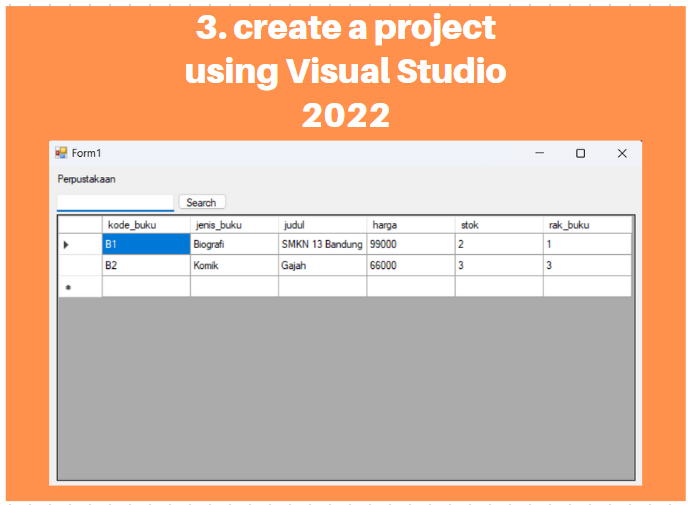 3. create a project
using Visual Studio
2022
Form1
Perpustakaan
Search
kode_buku jenis_buku judul harga stok rak_buku
B1 Biografi SMKN 13 Bandung 99000 2 1
B2 Komik Gajah 66000 3 3